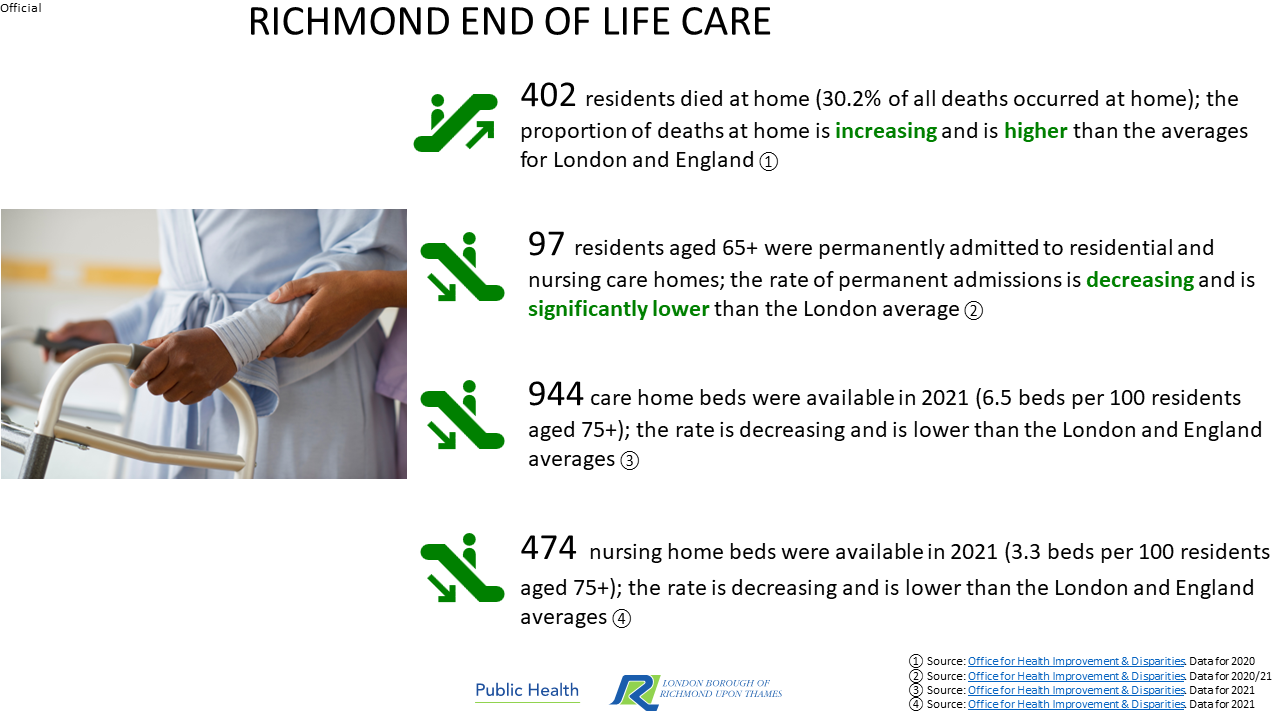 Official
RICHMOND END OF LIFE CARE
402 residents died at home (30.2% of all deaths occurred at home); the
proportion of deaths at home is increasing and is higher than the averages
for London and England ①
97 residents aged 65+ were permanently admitted to residential and
nursing care homes; the rate of permanent admissions is decreasing and is
significantly lower than the London average ②
944 care home beds were available in 2021 (6.5 beds per 100 residents
aged 75+); the rate is decreasing and is lower than the London and England
averages ③
474 nursing home beds were available in 2021 (3.3 beds per 100 residents
aged 75+); the rate is decreasing and is lower than the London and England
averages ④
① Source: Office for Health Improvement & Disparities. Data for 2020
② Source: Office for Health Improvement & Disparities. Data for 2020/21
③ Source: Office for Health Improvement & Disparities. Data for 2021
④ Source: Office for Health Improvement & Disparities. Data for 2021
Public Health
LONDON BOROUGH OF
RICHMOND UPON THAMES